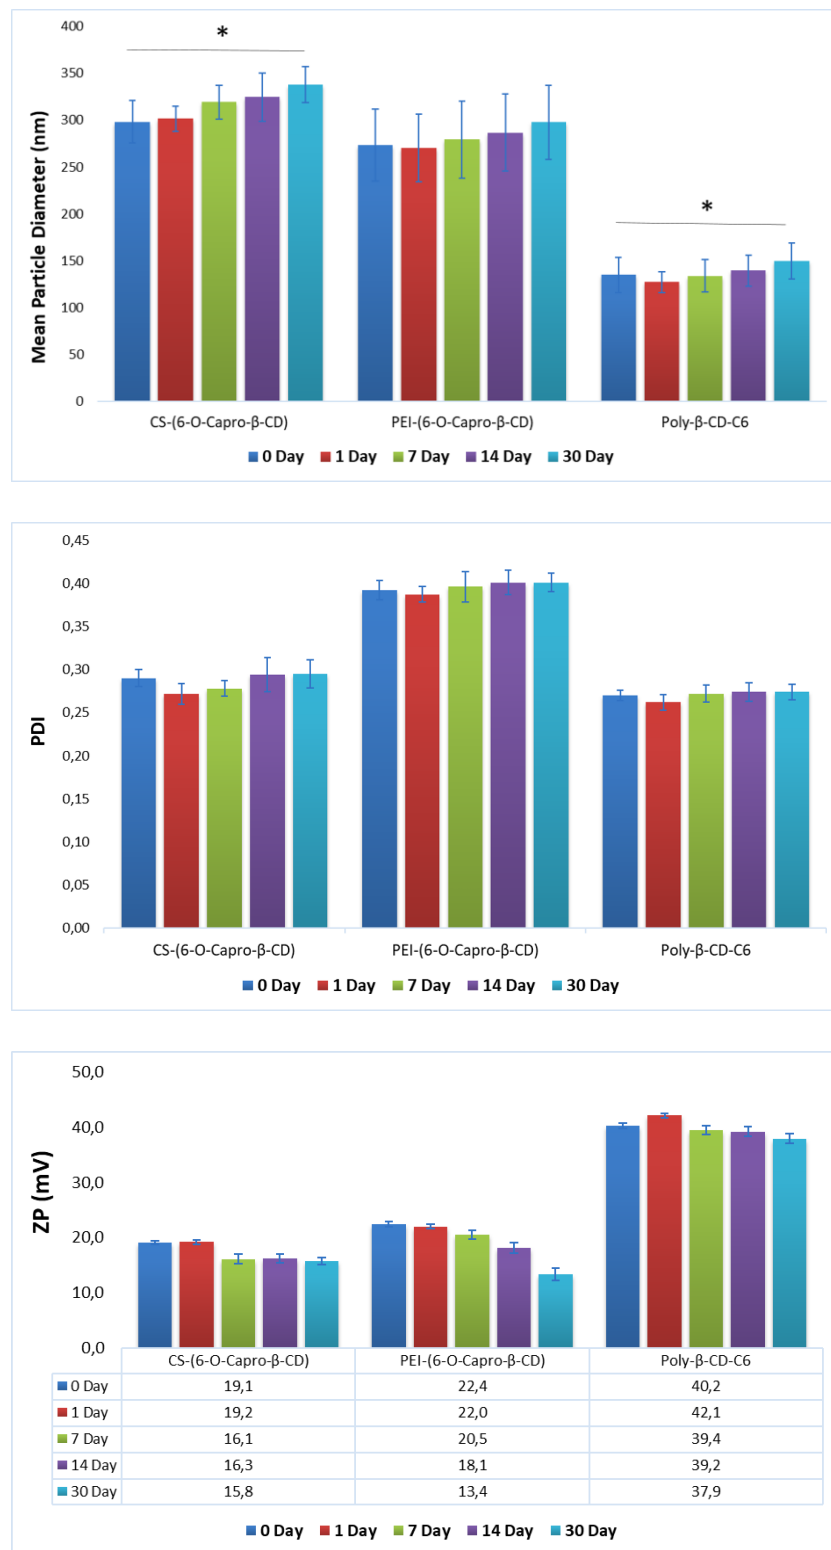 400
350
300
250
200
150
100
50
0
Mean Particle Diameter (nm)
*
*
CS-(6-O-Capro-β-CD) PEI-(6-O-Capro-β-CD) Poly-β-CD-C6
0 Day 1 Day 7 Day 14 Day 30 Day
0,45
0,40
0,35
0,30
0,25
0,20
0,15
0,10
0,05
0,00
PDI
CS-(6-O-Capro-β-CD) PEI-(6-O-Capro-β-CD) Poly-β-CD-C6
0 Day 1 Day 7 Day 14 Day 30 Day
50,0
40,0
30,0
20,0
10,0
0,0
ZP (mV)
CS-(6-O-Capro-β-CD) PEI-(6-O-Capro-β-CD) Poly-β-CD-C6
0 Day 19,1 22,4 40,2
1 Day 19,2 22,0 42,1
7 Day 16,1 20,5 39,4
14 Day 16,3 18,1 39,2
30 Day 15,8 13,4 37,9
0 Day 1 Day 7 Day 14 Day 30 Day